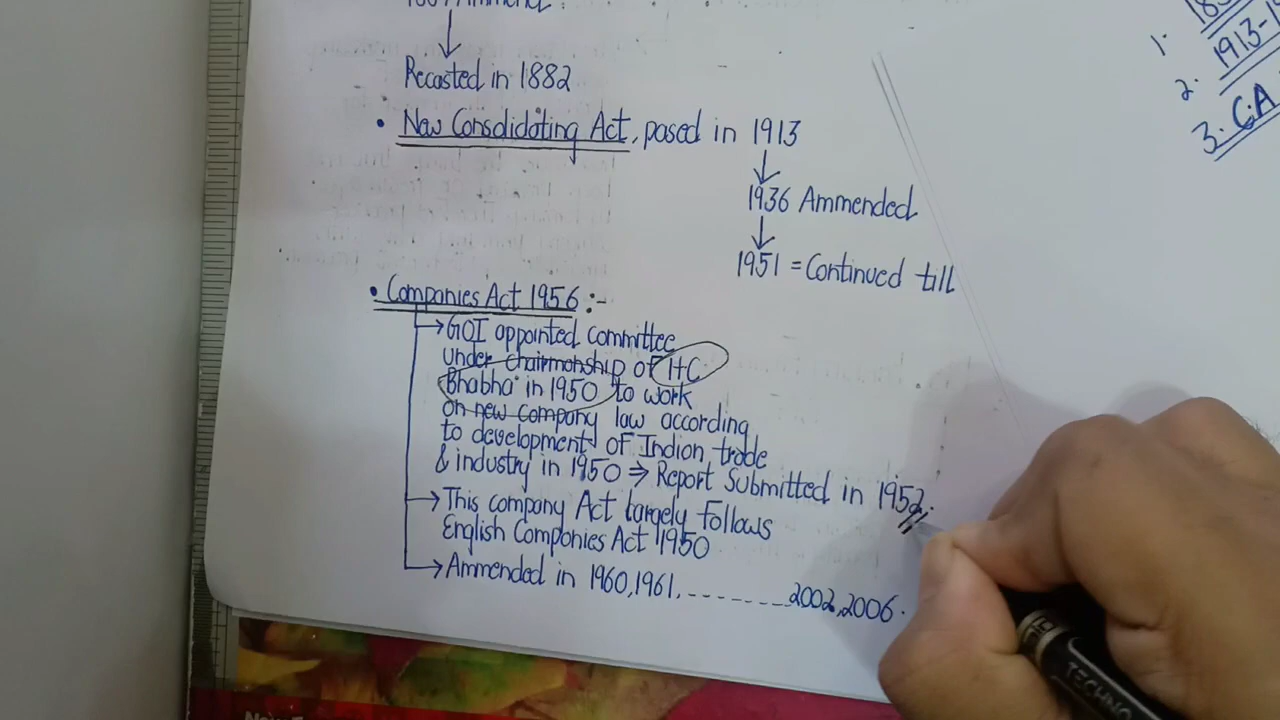 Recasted in 1882
• New Consolidating Act, posed in 1913
1936 Ammended
1951 = Continued till
• Companies Act 1956 :-
GOI appointed committee
under chairmanship of H C
Bhabha in 1950 to work
on new company law according
to development of Indian trade
& industry in 1950 ⇒ Report Submitted in 1952.
This company Act largely follows
English Companies Act 1950
Ammended in 1960, 1961, -------- 2002, 2006.
1.
2. 1913-1
3. C.A
TECHNO